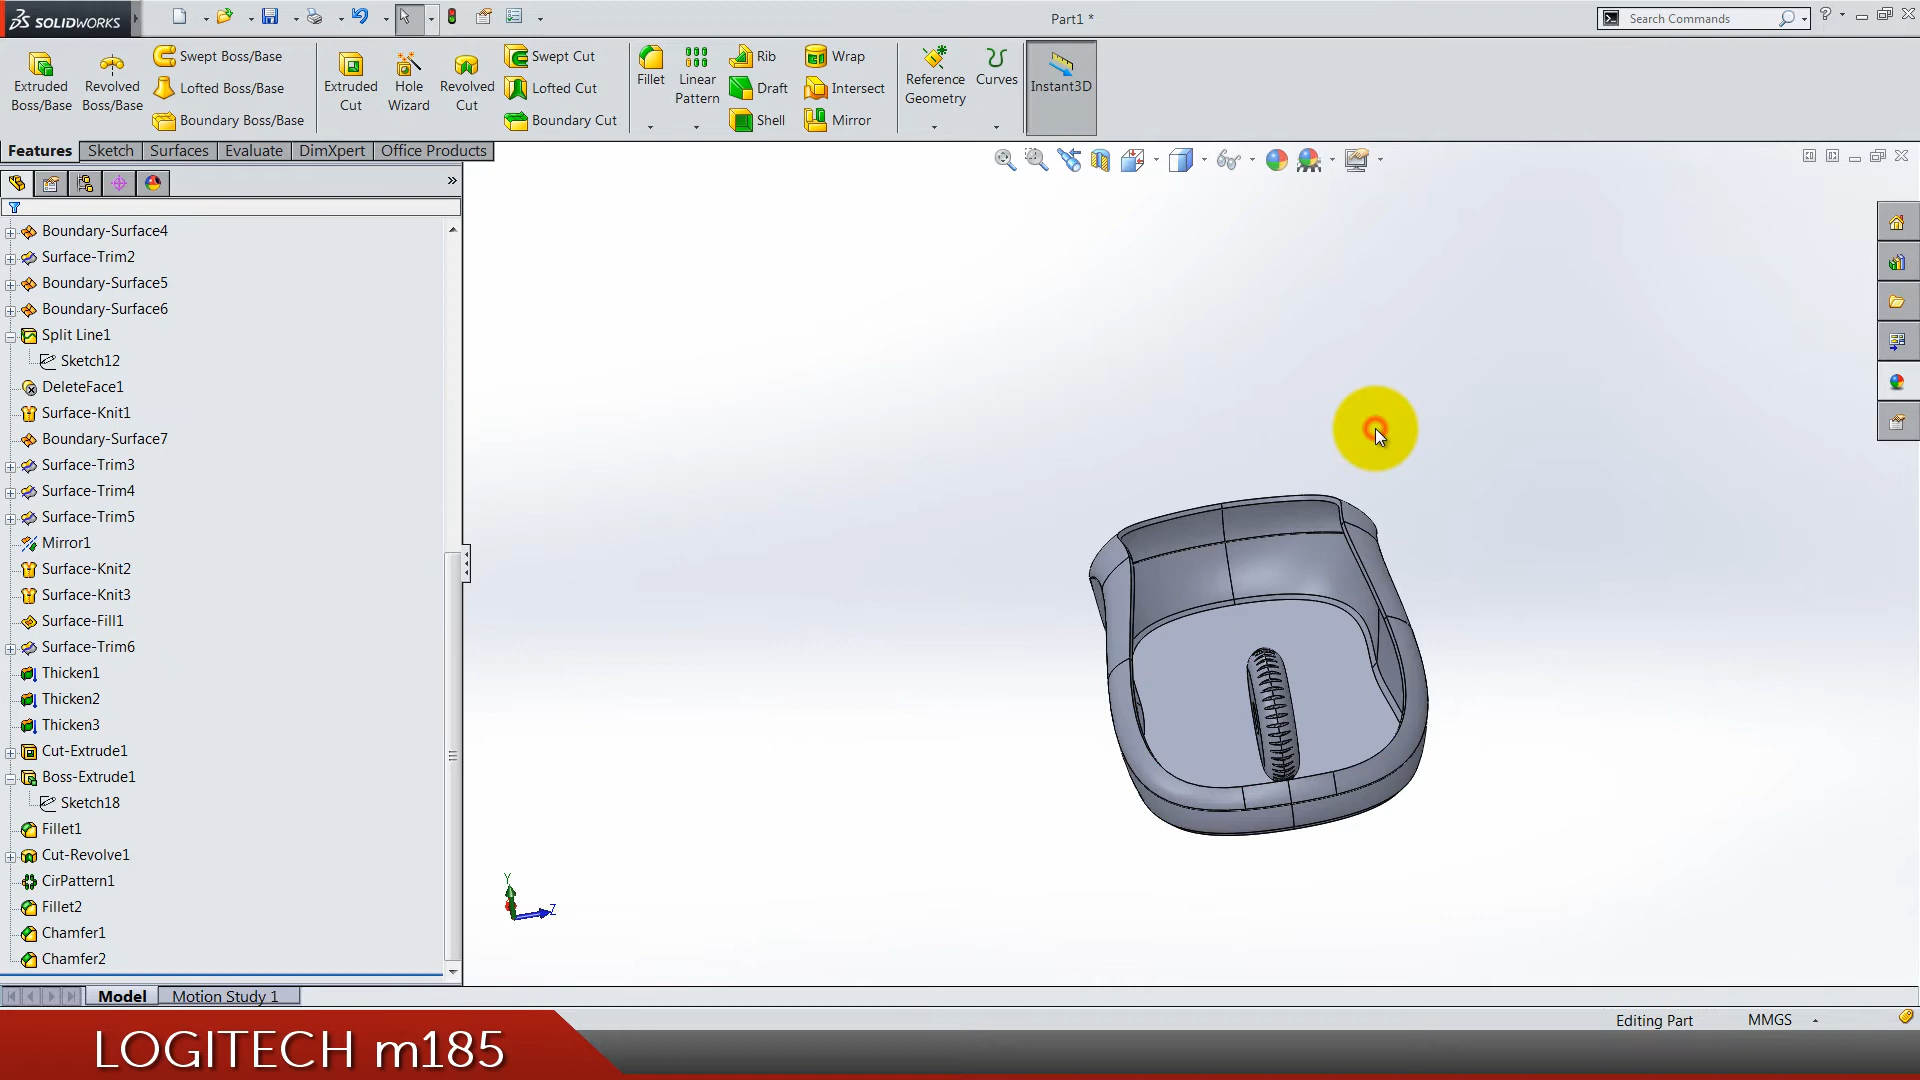 SOLIDWORKS
Part1 *
Search Commands
Extruded Boss/Base
Revolved Boss/Base
Swept Boss/Base
Lofted Boss/Base
Boundary Boss/Base
Extruded Cut
Hole Wizard
Revolved Cut
Swept Cut
Lofted Cut
Boundary Cut
Fillet
Linear Pattern
Rib
Draft
Shell
Wrap
Intersect
Mirror
Reference Geometry
Curves
Instant3D
Features
Sketch
Surfaces
Evaluate
DimXpert
Office Products
Boundary-Surface4
Surface-Trim2
Boundary-Surface5
Boundary-Surface6
Split Line1
Sketch12
DeleteFace1
Surface-Knit1
Boundary-Surface7
Surface-Trim3
Surface-Trim4
Surface-Trim5
Mirror1
Surface-Knit2
Surface-Knit3
Surface-Fill1
Surface-Trim6
Thicken1
Thicken2
Thicken3
Cut-Extrude1
Boss-Extrude1
Sketch18
Fillet1
Cut-Revolve1
CirPattern1
Fillet2
Chamfer1
Chamfer2
Y
Z
Model
Motion Study 1
Editing Part
MMGS
LOGITECH m185